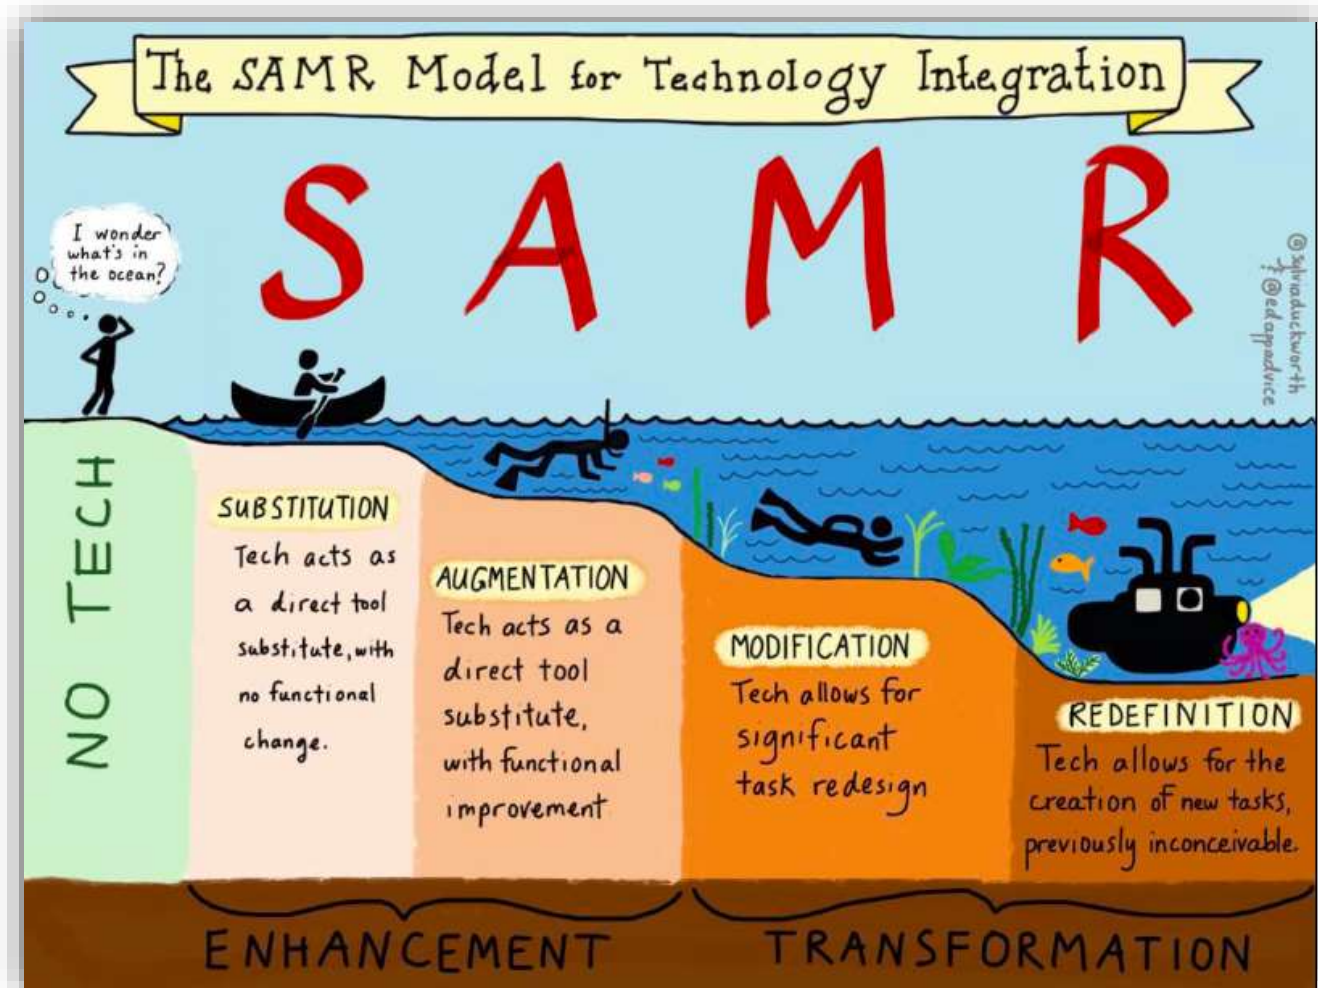 The SAMR Model for Technology Integration
S A M R
I wonder
what's in
the ocean?
@sylviaduckworth
& @edappadvice
NO TECH
SUBSTITUTION
Tech acts as
a direct tool
substitute, with
no functional
change.
AUGMENTATION
Tech acts as a
direct tool
substitute,
with functional
improvement
MODIFICATION
Tech allows for
significant
task redesign
REDEFINITION
Tech allows for the
creation of new tasks,
previously inconceivable.
ENHANCEMENT
TRANSFORMATION